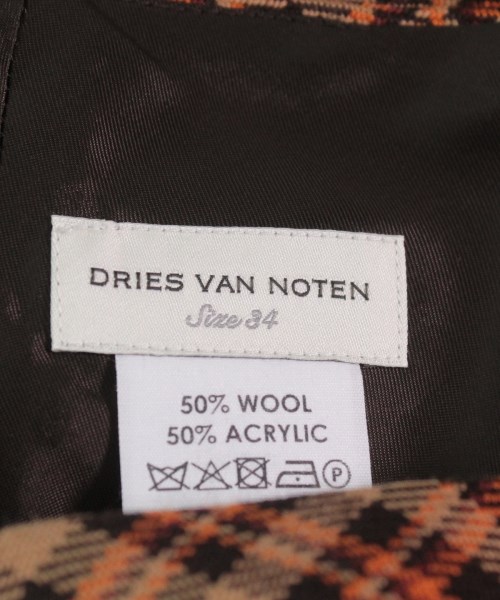 DRIES VAN NOTEN
Size 34
50% WOOL
50% ACRYLIC
P